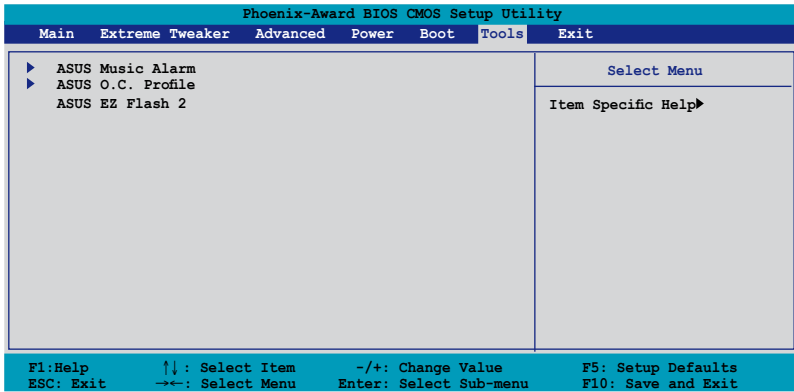 Phoenix-Award BIOS CMOS Setup Utility
Main Extreme Tweaker Advanced Power Boot Tools Exit
ASUS Music Alarm
ASUS O.C. Profile
ASUS EZ Flash 2
Select Menu
Item Specific Help▶
F1:Help ↑↓ : Select Item -/+: Change Value F5: Setup Defaults
ESC: Exit →←: Select Menu Enter: Select Sub-menu F10: Save and Exit